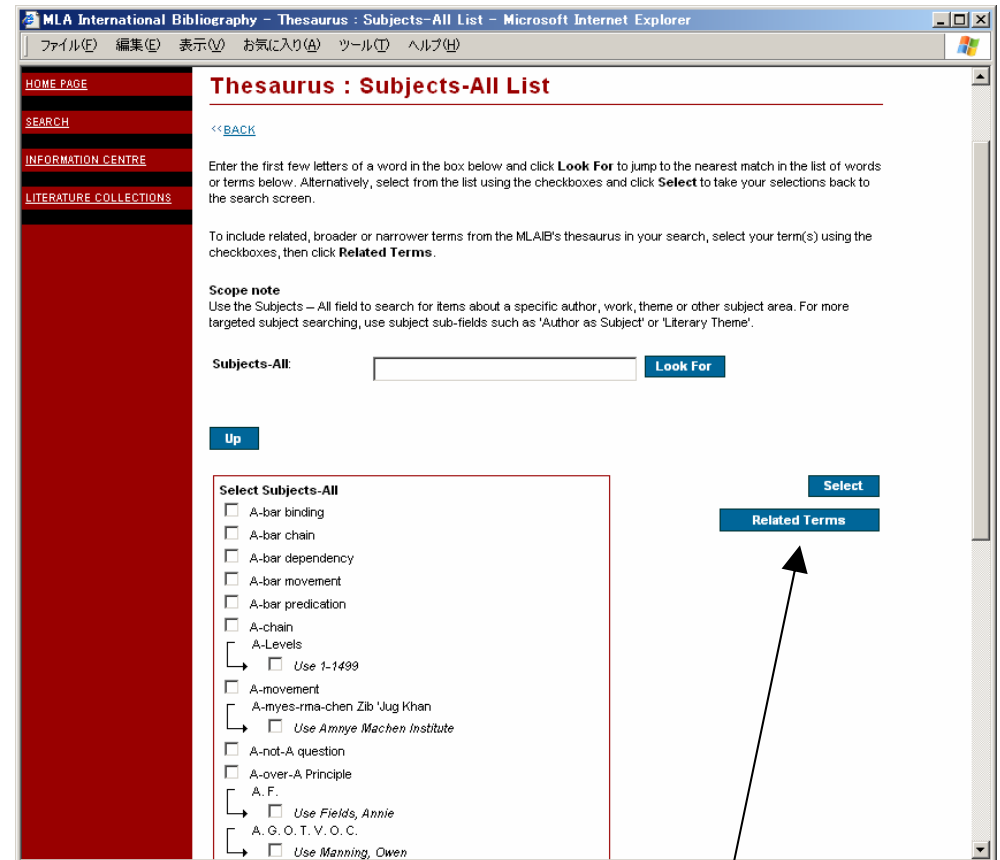 MLA International Bibliography - Thesaurus : Subjects-All List - Microsoft Internet Explorer
ファイル(F) 編集(E) 表示(V) お気に入り(A) ツール(T) ヘルプ(H)
HOME PAGE
SEARCH
INFORMATION CENTRE
LITERATURE COLLECTIONS
Thesaurus : Subjects-All List
<<BACK
Enter the first few letters of a word in the box below and click Look For to jump to the nearest match in the list of words
or terms below. Alternatively, select from the list using the checkboxes and click Select to take your selections back to
the search screen.
To include related, broader or narrower terms from the MLAIB's thesaurus in your search, select your term(s) using the
checkboxes, then click Related Terms.
Scope note
Use the Subjects – All field to search for items about a specific author, work, theme or other subject area. For more
targeted subject searching, use subject sub-fields such as 'Author as Subject' or 'Literary Theme'.
Subjects-All:
Look For
Up
Select Subjects-All
A-bar binding
A-bar chain
A-bar dependency
A-bar movement
A-bar predication
A-chain
A-Levels
Use 1-1499
A-movement
A-myes-rma-chen Zib 'Jug Khan
Use Amnye Machen Institute
A-not-A question
A-over-A Principle
A. F.
Use Fields, Annie
A. G. O. T. V. O. C.
Use Manning, Owen
Select
Related Terms